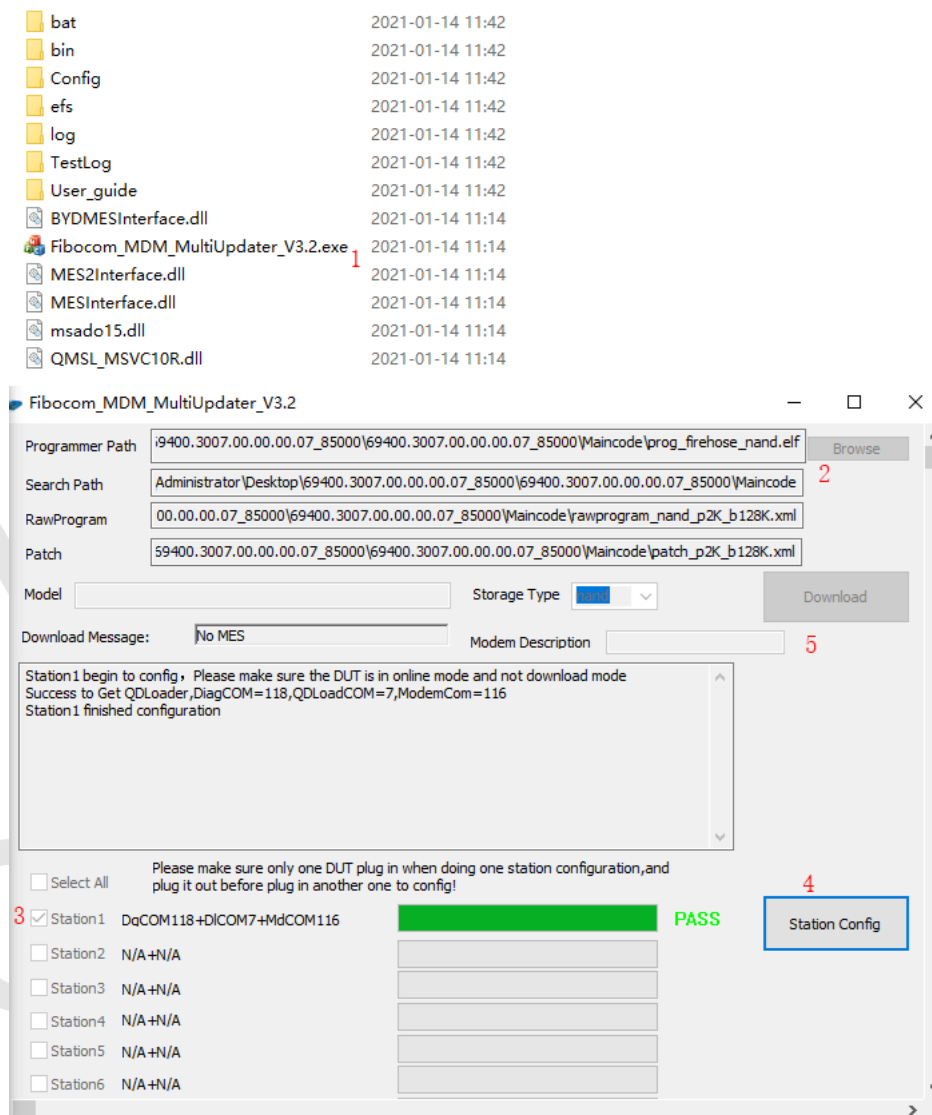 bat 2021-01-14 11:42
bin 2021-01-14 11:42
Config 2021-01-14 11:42
efs 2021-01-14 11:42
log 2021-01-14 11:42
TestLog 2021-01-14 11:42
User_guide 2021-01-14 11:42
BYDMESInterface.dll 2021-01-14 11:14
Fibocom_MDM_MultiUpdater_V3.2.exe 1 2021-01-14 11:14
MES2Interface.dll 2021-01-14 11:14
MESInterface.dll 2021-01-14 11:14
msado15.dll 2021-01-14 11:14
QMSL_MSVC10R.dll 2021-01-14 11:14
Fibocom_MDM_MultiUpdater_V3.2
Programmer Path 59400.3007.00.00.00.07_85000\69400.3007.00.00.00.07_85000\Maincode\prog_firehose_nand.elf Browse
2
Search Path Administrator\Desktop\69400.3007.00.00.00.07_85000\69400.3007.00.00.00.07_85000\Maincode
RawProgram 00.00.00.07_85000\69400.3007.00.00.00.07_85000\Maincode\rawprogram_nand_p2K_b128K.xml
Patch 59400.3007.00.00.00.07_85000\69400.3007.00.00.00.07_85000\Maincode\patch_p2K_b128K.xml
Model Storage Type nand Download
Download Message: No MES Modem Description 5
Station1 begin to config，Please make sure the DUT is in online mode and not download mode
Success to Get QDLoader,DiagCOM=118,QDLoadCOM=7,ModemCom=116
Station1 finished configuration
Select All Please make sure only one DUT plug in when doing one station configuration,and
plug it out before plug in another one to config!
4
3 Station1 DqCOM118+DlCOM7+MdCOM116 PASS Station Config
Station2 N/A+N/A
Station3 N/A+N/A
Station4 N/A+N/A
Station5 N/A+N/A
Station6 N/A+N/A